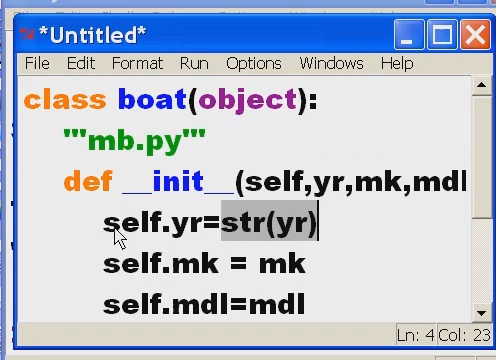 *Untitled*
File Edit Format Run Options Windows Help
class boat(object):
'''mb.py'''
def __init__(self,yr,mk,mdl
self.yr=str(yr)
self.mk = mk
self.mdl=mdl
Ln: 4 Col: 23